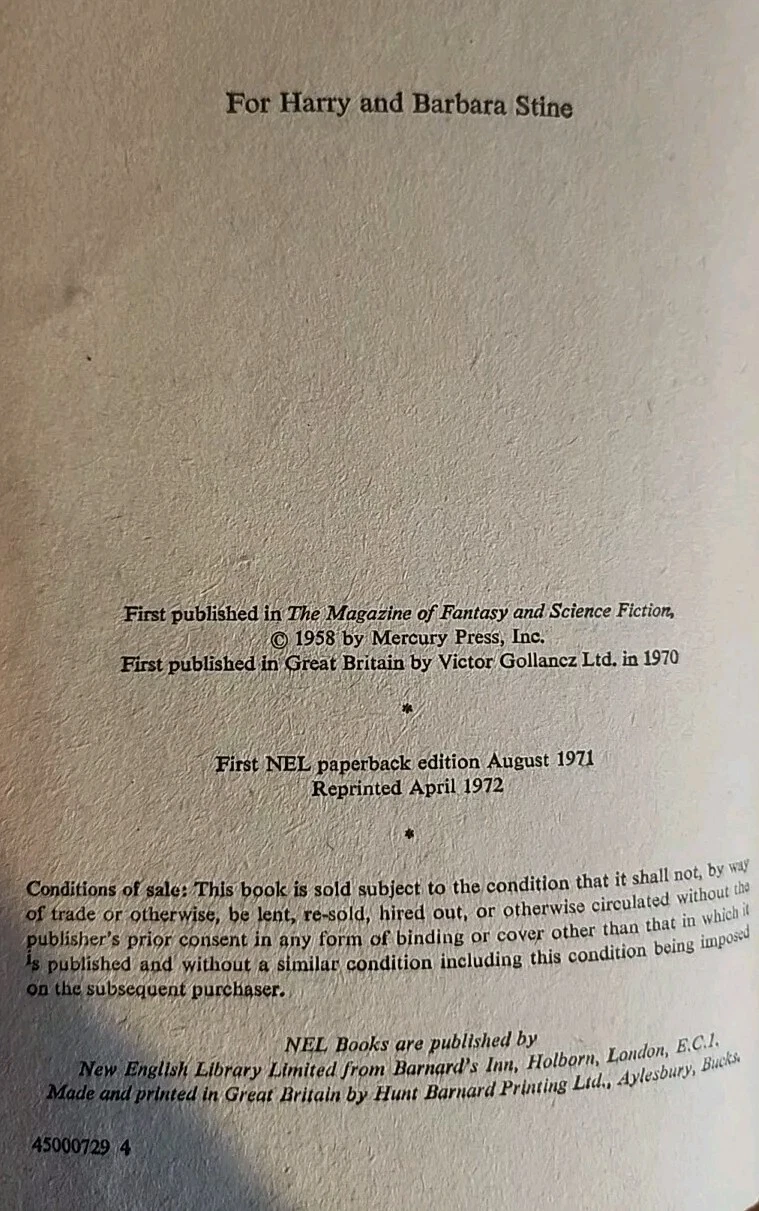 For Harry and Barbara Stine
First published in The Magazine of Fantasy and Science Fiction,
© 1958 by Mercury Press, Inc.
First published in Great Britain by Victor Gollancz Ltd. in 1970
*
First NEL paperback edition August 1971
Reprinted April 1972
*
Conditions of sale: This book is sold subject to the condition that it shall not, by way
of trade or otherwise, be lent, re-sold, hired out, or otherwise circulated without the
publisher's prior consent in any form of binding or cover other than that in which it
is published and without a similar condition including this condition being imposed
on the subsequent purchaser.
NEL Books are published by
New English Library Limited from Barnard's Inn, Holborn, London, E.C.1.
Made and printed in Great Britain by Hunt Barnard Printing Ltd., Aylesbury, Bucks.
45000729 4